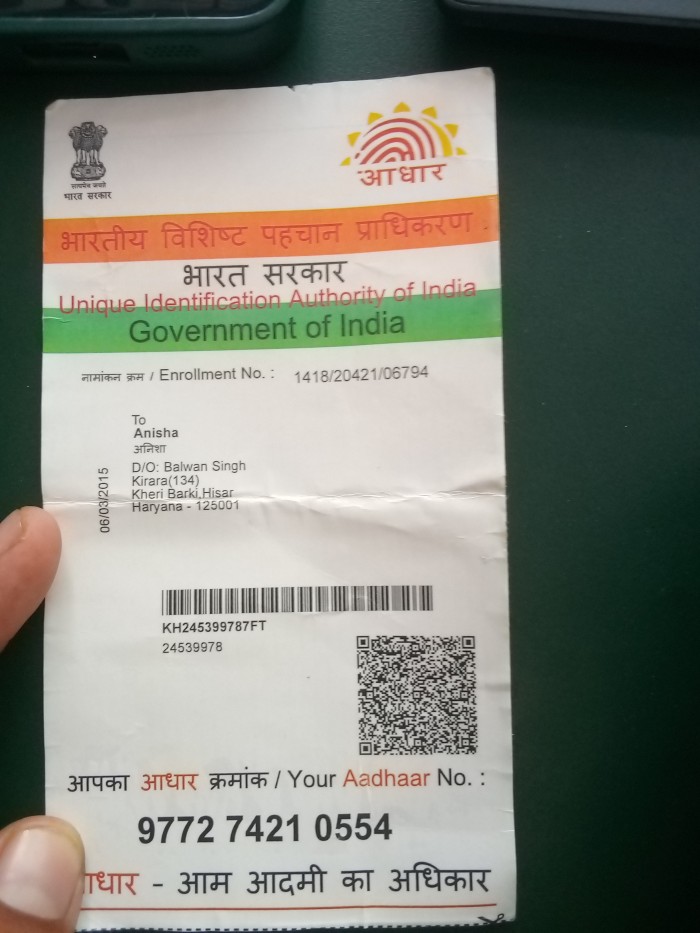 आधार
सत्यमेव जयते
भारत सरकार
भारतीय विशिष्ट पहचान प्राधिकरण
भारत सरकार
Unique Identification Authority of India
Government of India
नामांकन क्रम / Enrollment No. : 1418/20421/06794
To
Anisha
अनिशा
D/O: Balwan Singh
Kirara(134)
Kheri Barki,Hisar
Haryana - 125001
06/03/2015
KH245399787FT
24539978
आपका आधार क्रमांक / Your Aadhaar No. :
9772 7421 0554
आधार - आम आदमी का अधिकार